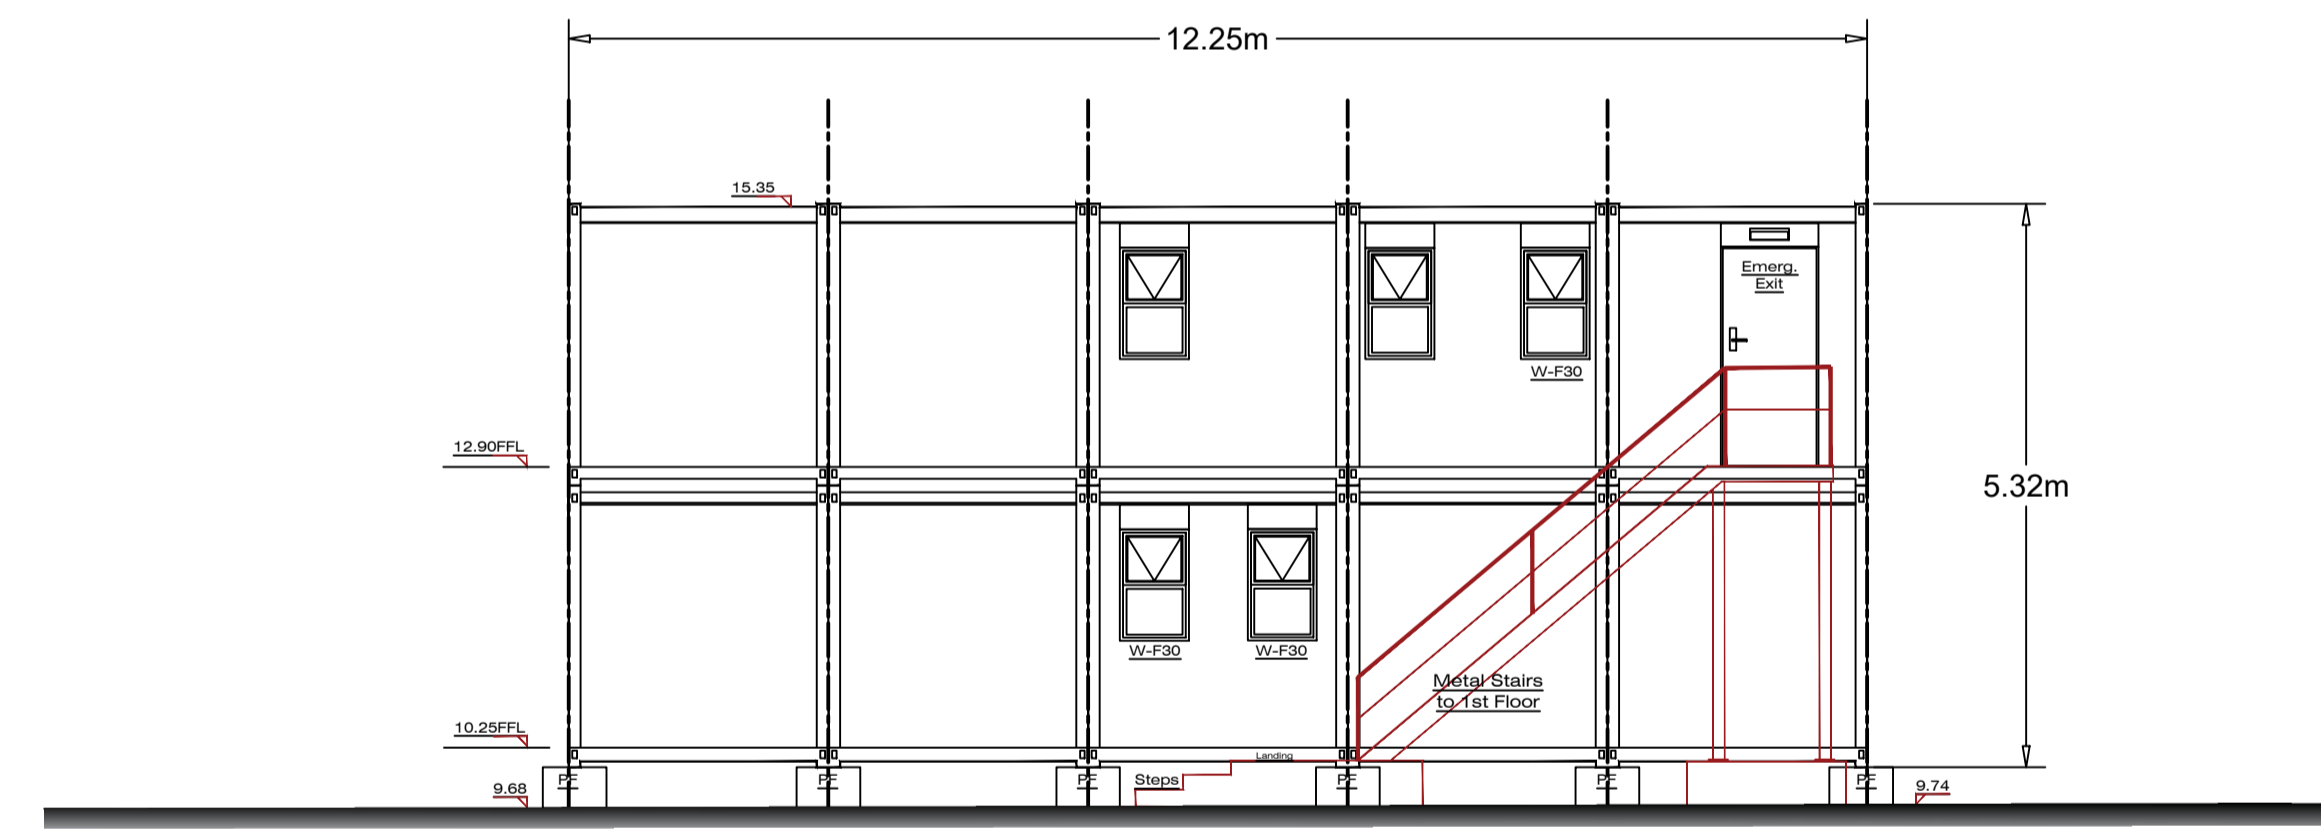 12.25m
15.35
Emerg.
Exit
W-F30
12.90FFL
5.32m
W-F30
W-F30
Metal Stairs
to 1st Floor
10.25FFL
Landing
PF
PF
PF
Steps
PF
PF
PF
9.68
9.74